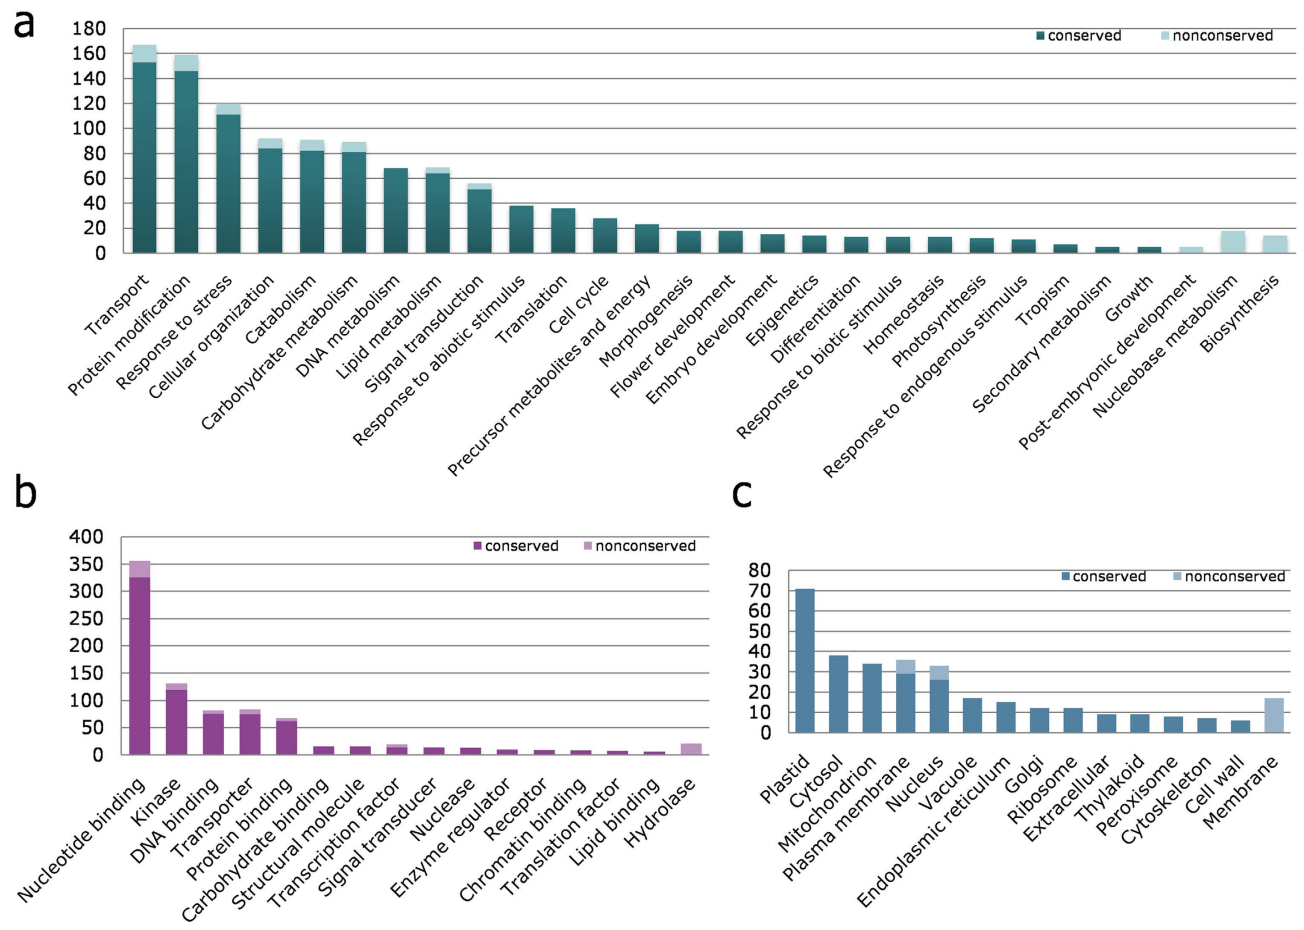 a
180
160
140
120
100
80
60
40
20
0
conserved
nonconserved
Transport
Protein modification
Response to stress
Cellular organization
Catabolism
Carbohydrate metabolism
DNA metabolism
Lipid metabolism
Signal transduction
Response to abiotic stimulus
Translation
Cell cycle
Precursor metabolites and energy
Morphogenesis
Flower development
Embryo development
Epigenetics
Differentiation
Response to biotic stimulus
Homeostasis
Photosynthesis
Response to endogenous stimulus
Tropism
Secondary metabolism
Growth
Post-embryonic development
Nucleobase metabolism
Biosynthesis
b
400
350
300
250
200
150
100
50
0
conserved
nonconserved
Nucleotide binding
Kinase
DNA binding
Transporter
Protein binding
Carbohydrate binding
Structural molecule
Transcription factor
Signal transducer
Nuclease
Enzyme regulator
Receptor
Chromatin binding
Translation factor
Lipid binding
Hydrolase
c
80
70
60
50
40
30
20
10
0
conserved
nonconserved
Plastid
Cytosol
Mitochondrion
Plasma membrane
Nucleus
Vacuole
Endoplasmic reticulum
Golgi
Ribosome
Extracellular
Thylakoid
Peroxisome
Cytoskeleton
Cell wall
Membrane